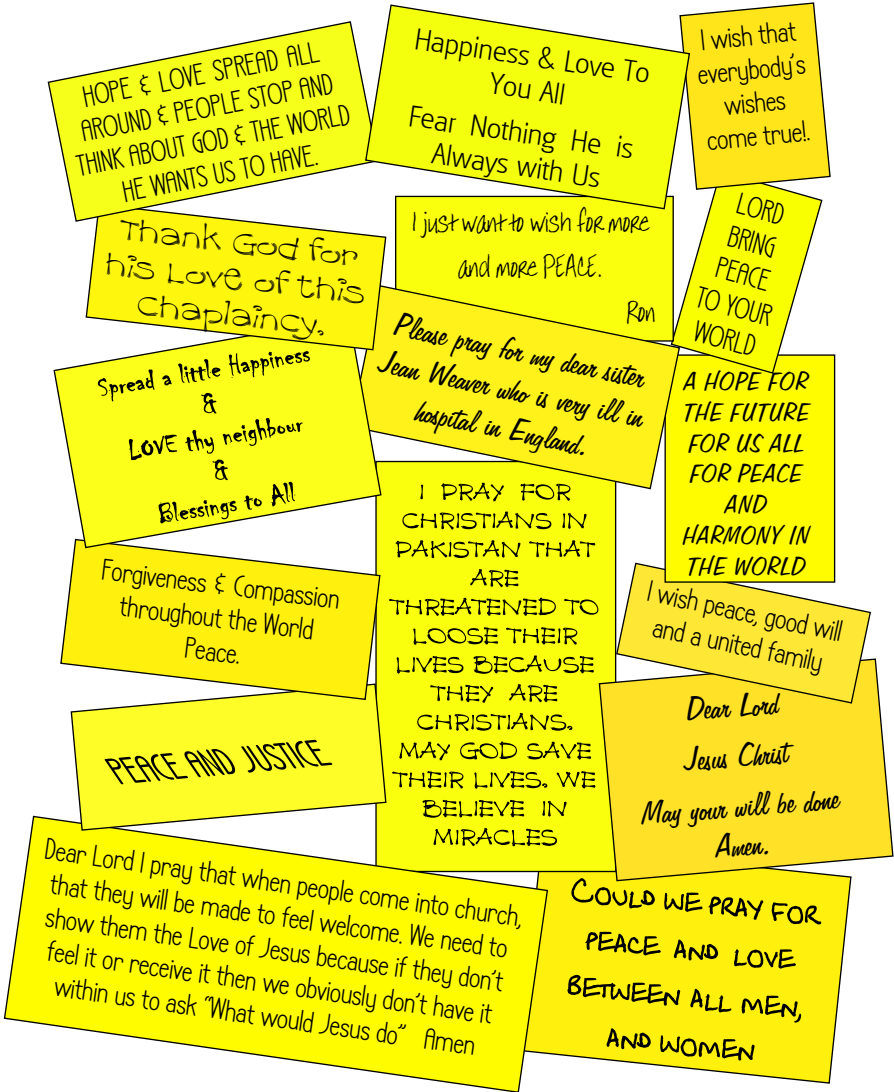 HOPE & LOVE SPREAD ALL
AROUND & PEOPLE STOP AND
THINK ABOUT GOD & THE WORLD
HE WANTS US TO HAVE.
Happiness & Love To
You All
Fear Nothing He is
Always with Us
I wish that
everybody's
wishes
come true!.
Thank God for
his Love of this
Chaplaincy.
I just want to wish for more
and more PEACE.
Ron
LORD
BRING
PEACE
TO YOUR
WORLD
Spread a little Happiness
&
LOVE thy neighbour
&
Blessings to All
Please pray for my dear sister
Jean Weaver who is very ill in
hospital in England.
A HOPE FOR
THE FUTURE
FOR US ALL
FOR PEACE
AND
HARMONY IN
THE WORLD
I PRAY FOR
CHRISTIANS IN
PAKISTAN THAT
ARE
THREATENED TO
LOOSE THEIR
LIVES BECAUSE
THEY ARE
CHRISTIANS.
MAY GOD SAVE
THEIR LIVES. WE
BELIEVE IN
MIRACLES
Forgiveness & Compassion
throughout the World
Peace.
I wish peace, good will
and a united family
PEACE AND JUSTICE
Dear Lord
Jesus Christ
May your will be done
Amen.
Dear Lord I pray that when people come into church,
that they will be made to feel welcome. We need to
show them the Love of Jesus because if they don't
feel it or receive it then we obviously don't have it
within us to ask "What would Jesus do" Amen
COULD WE PRAY FOR
PEACE AND LOVE
BETWEEN ALL MEN,
AND WOMEN